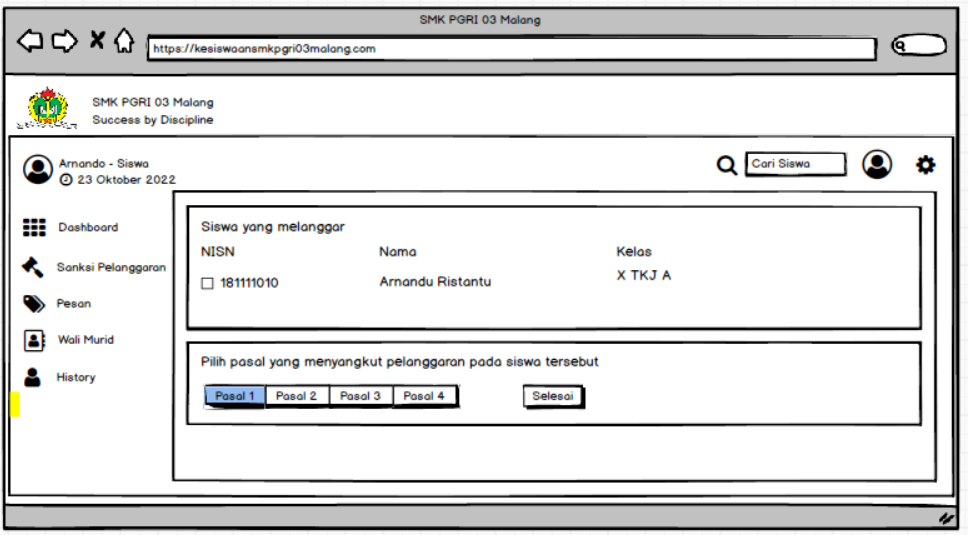 SMK PGRI 03 Malang
https://kesiswaansmkpgri03malang.com
SMK PGRI 03 Malang
Success by Discipline
Arnando - Siswa
23 Oktober 2022
Cari Siswa
Dashboard
Sanksi Pelanggaran
Pesan
Wali Murid
History
Siswa yang melanggar
NISN Nama Kelas
181111010 Arnandu Ristantu X TKJ A
Pilih pasal yang menyangkut pelanggaran pada siswa tersebut
Pasal 1 Pasal 2 Pasal 3 Pasal 4 Selesai